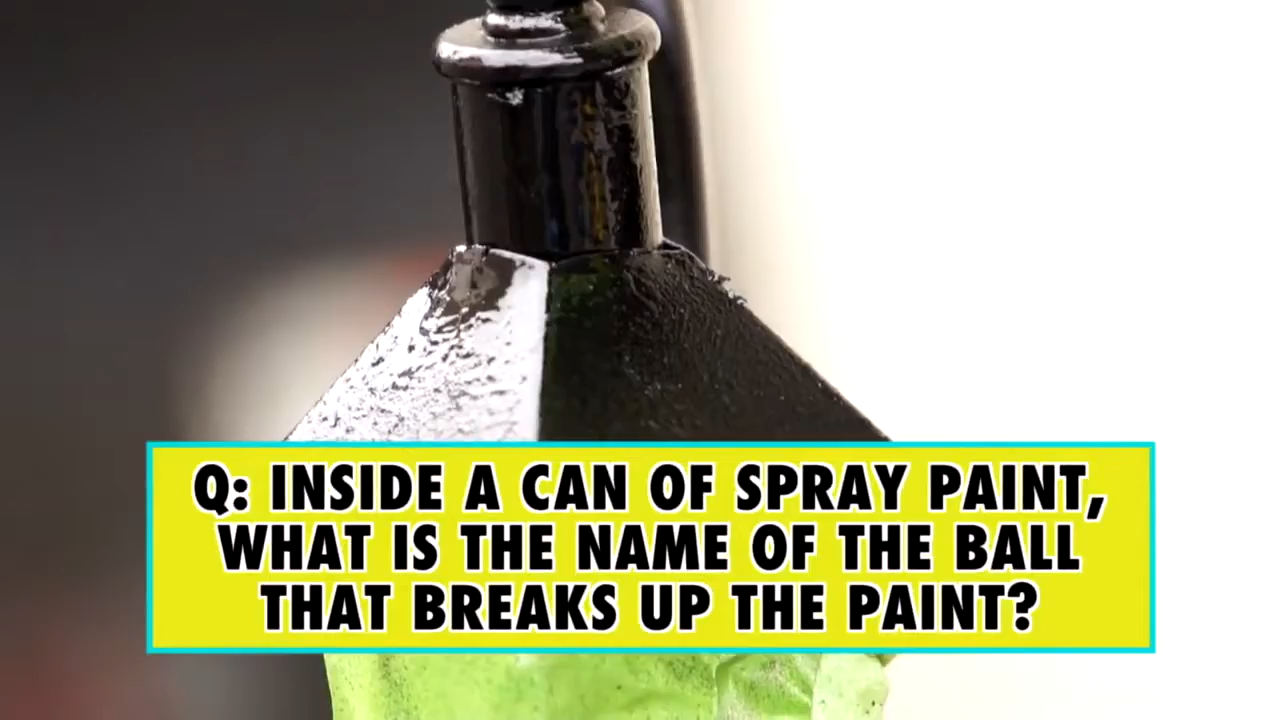 Q: INSIDE A CAN OF SPRAY PAINT,
WHAT IS THE NAME OF THE BALL
THAT BREAKS UP THE PAINT?